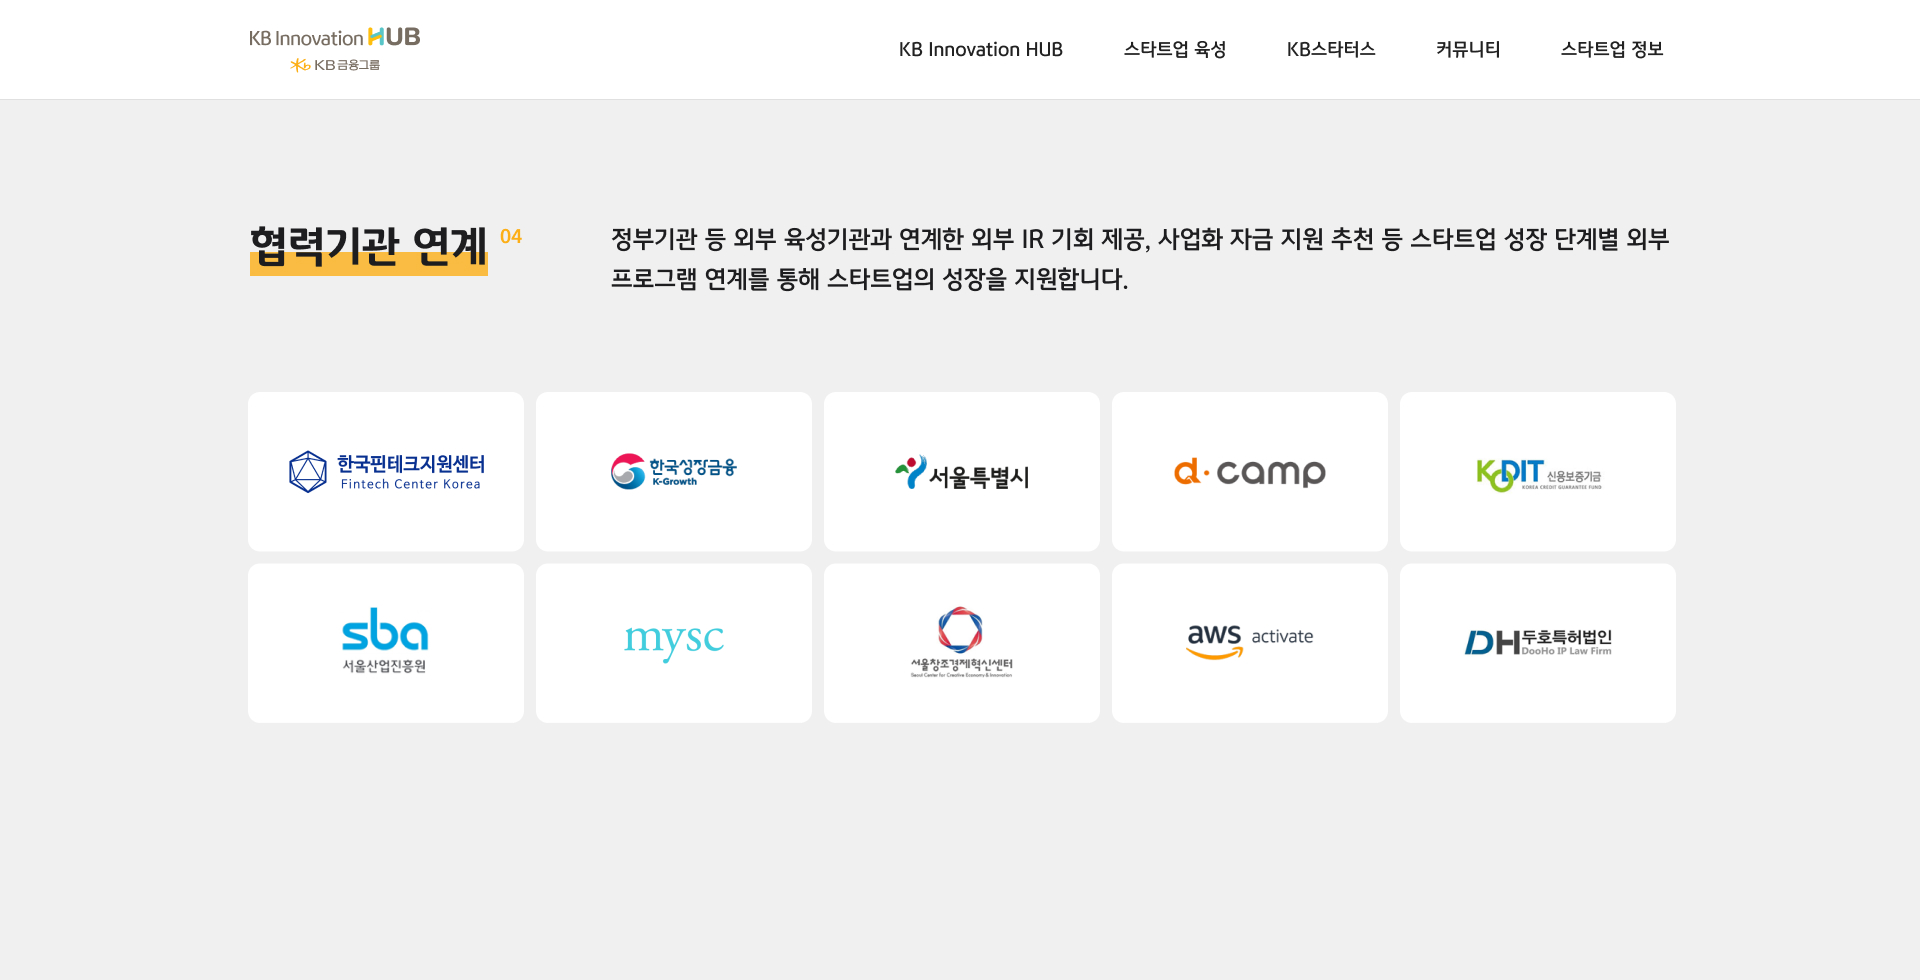 KB Innovation HUB
KB 금융그룹
KB Innovation HUB
스타트업 육성
KB스타터스
커뮤니티
스타트업 정보
협력기관 연계 04
정부기관 등 외부 육성기관과 연계한 외부 IR 기회 제공, 사업화 자금 지원 추천 등 스타트업 성장 단계별 외부
프로그램 연계를 통해 스타트업의 성장을 지원합니다.
한국핀테크지원센터
Fintech Center Korea
한국성장금융
K-Growth
서울특별시
d·camp
KODIT 신용보증기금
KOREA CREDIT GUARANTEE FUND
sba
서울산업진흥원
mysc
서울창조경제혁신센터
Seoul Center for Creative Economy & Innovation
aws activate
DH 두호특허법인
DooHo IP Law Firm